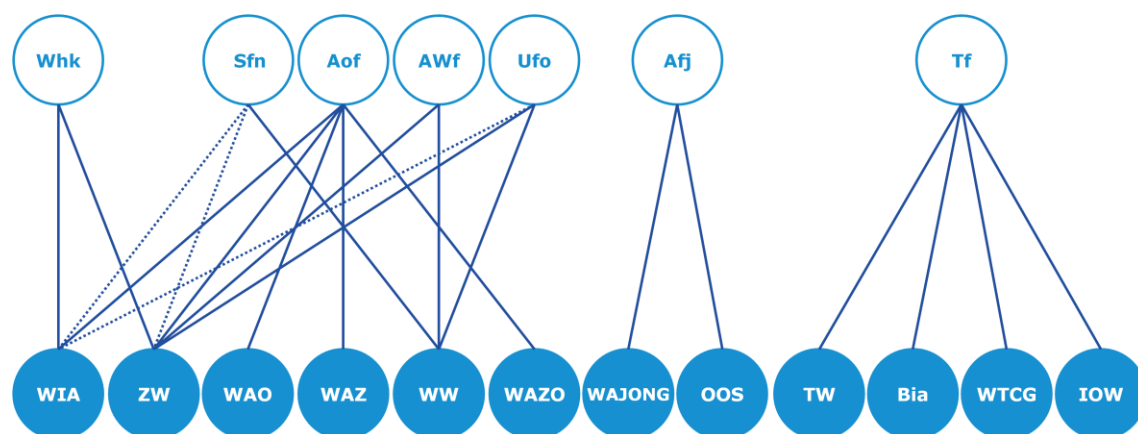 Whk Sfn Aof AWf Ufo Afj Tf
WIA ZW WAO WAZ WW WAZO WAJONG OOS TW Bia WTCG IOW